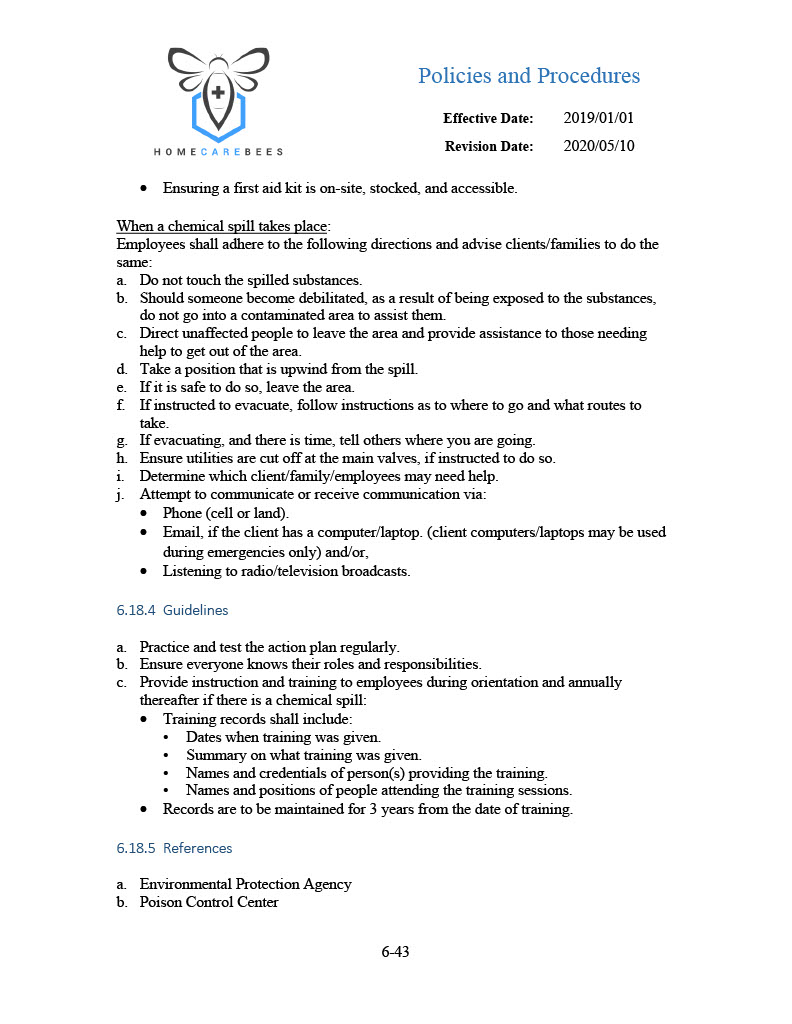 Policies and Procedures
Effective Date: 2019/01/01
Revision Date: 2020/05/10
HOMECAREBEES
• Ensuring a first aid kit is on-site, stocked, and accessible.
When a chemical spill takes place:
Employees shall adhere to the following directions and advise clients/families to do the
same:
a. Do not touch the spilled substances.
b. Should someone become debilitated, as a result of being exposed to the substances,
do not go into a contaminated area to assist them.
c. Direct unaffected people to leave the area and provide assistance to those needing
help to get out of the area.
d. Take a position that is upwind from the spill.
e. If it is safe to do so, leave the area.
f. If instructed to evacuate, follow instructions as to where to go and what routes to
take.
g. If evacuating, and there is time, tell others where you are going.
h. Ensure utilities are cut off at the main valves, if instructed to do so.
i. Determine which client/family/employees may need help.
j. Attempt to communicate or receive communication via:
• Phone (cell or land).
• Email, if the client has a computer/laptop. (client computers/laptops may be used
during emergencies only) and/or,
• Listening to radio/television broadcasts.
6.18.4 Guidelines
a. Practice and test the action plan regularly.
b. Ensure everyone knows their roles and responsibilities.
c. Provide instruction and training to employees during orientation and annually
thereafter if there is a chemical spill:
• Training records shall include:
• Dates when training was given.
• Summary on what training was given.
• Names and credentials of person(s) providing the training.
• Names and positions of people attending the training sessions.
• Records are to be maintained for 3 years from the date of training.
6.18.5 References
a. Environmental Protection Agency
b. Poison Control Center
6-43